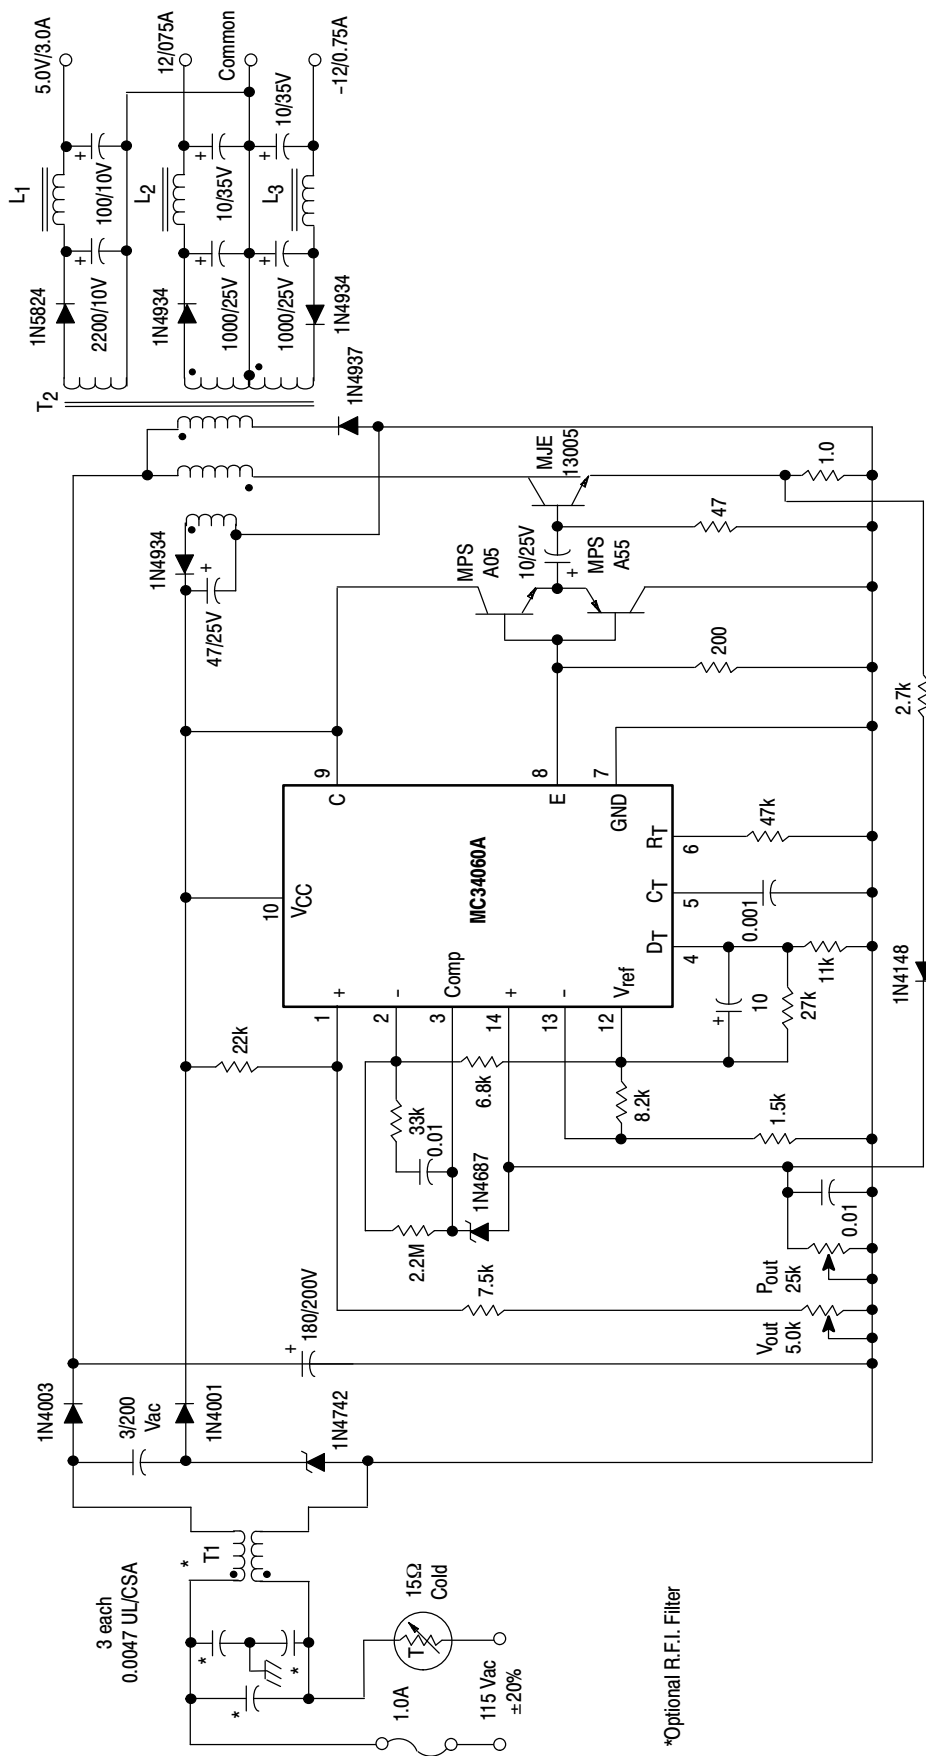 3 each
0.0047 UL/CSA
*
*
*
*
T1
1.0A
115 Vac
±20%
T
15Ω
Cold
*Optional R.F.I. Filter
1N4003
3/200
Vac
1N4001
1N4742
+
180/200V
Vout
5.0k
Pout
25k
0.01
7.5k
2.2M
1N4687
33k
0.01
6.8k
22k
8.2k
1.5k
+
10
27k
11k
0.001
47k
1N4148
2.7k
1
2
3
14
13
12
+
-
Comp
+
-
Vref
10
VCC
MC34060A
DT
CT
RT
4
5
6
9
C
8
E
7
GND
200
47
1.0
MPS
A05
10/25V
+
MPS
A55
MJE
13005
47/25V
+
1N4934
1N4937
T2
1N5824
2200/10V
+
L1
100/10V
+
5.0V/3.0A
1N4934
1000/25V
+
L2
10/35V
+
12/075A
Common
1000/25V
+
1N4934
L3
+
10/35V
-12/0.75A